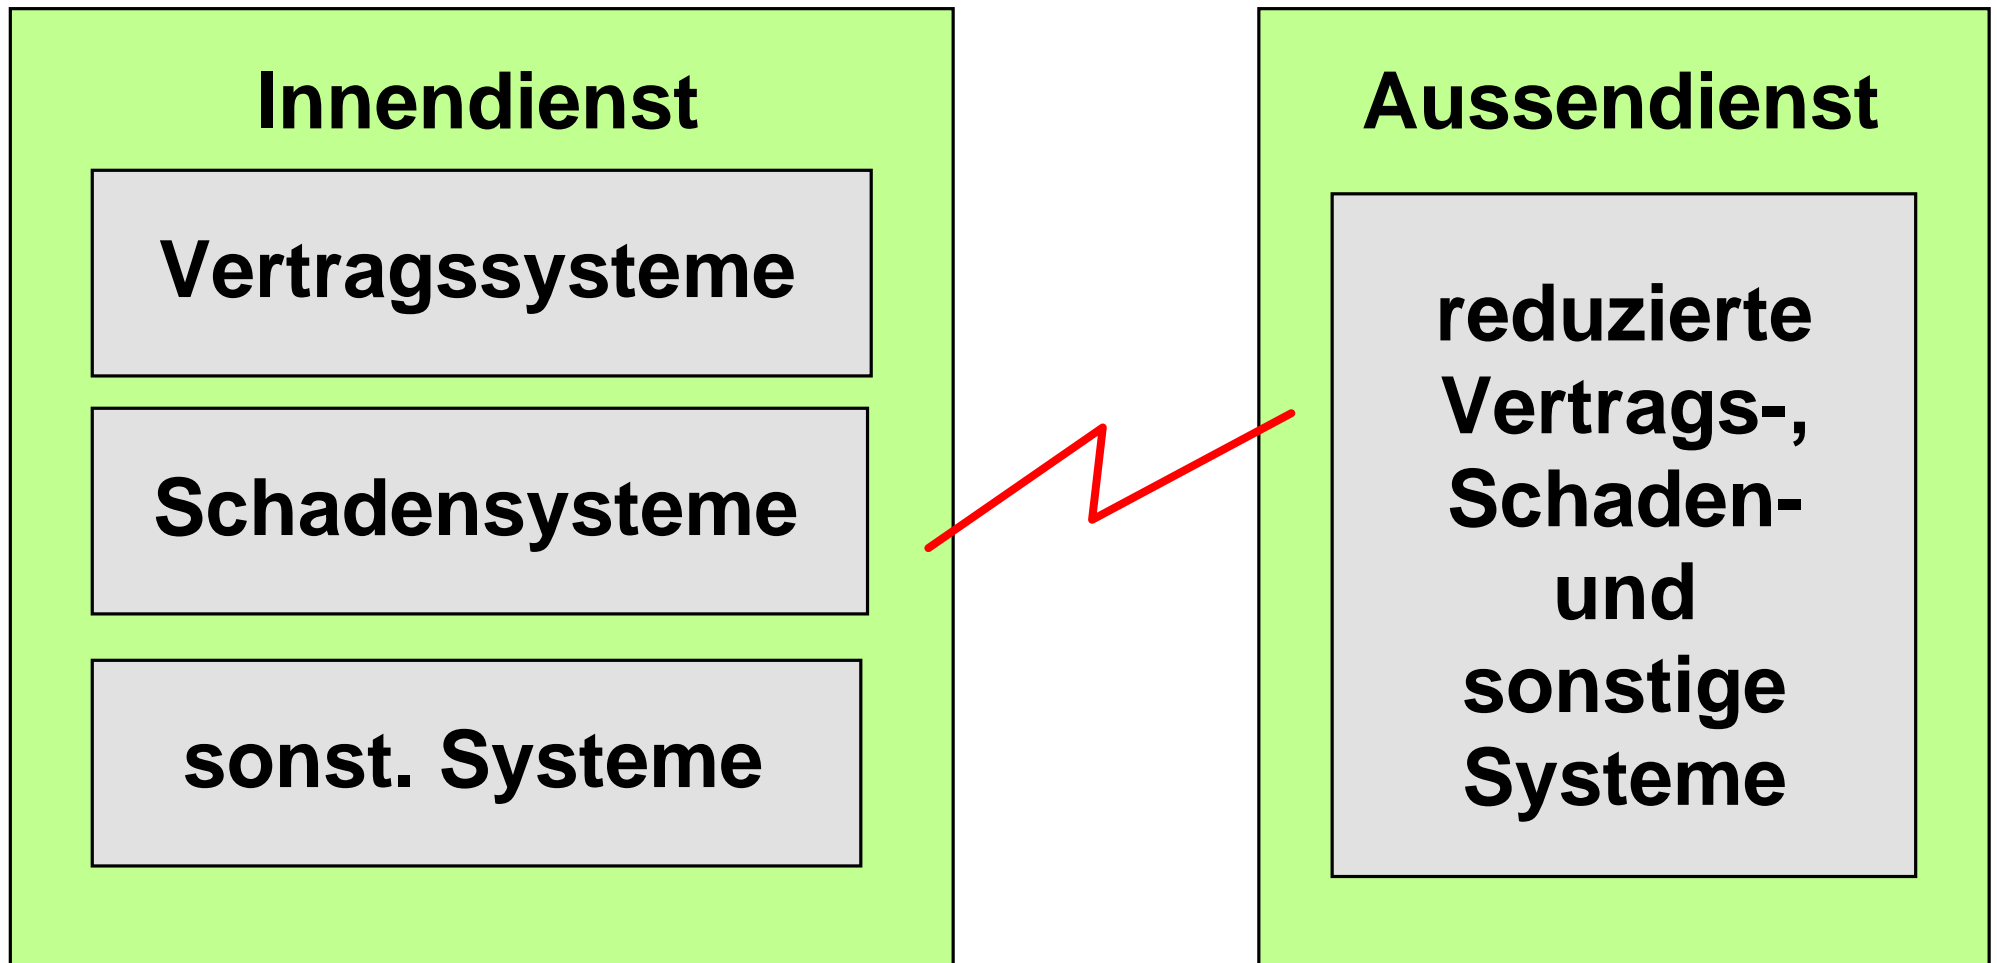 Innendienst
Vertragssysteme
Schadensysteme
sonst. Systeme
Aussendienst
reduzierte
Vertrags-,
Schaden-
und
sonstige
Systeme